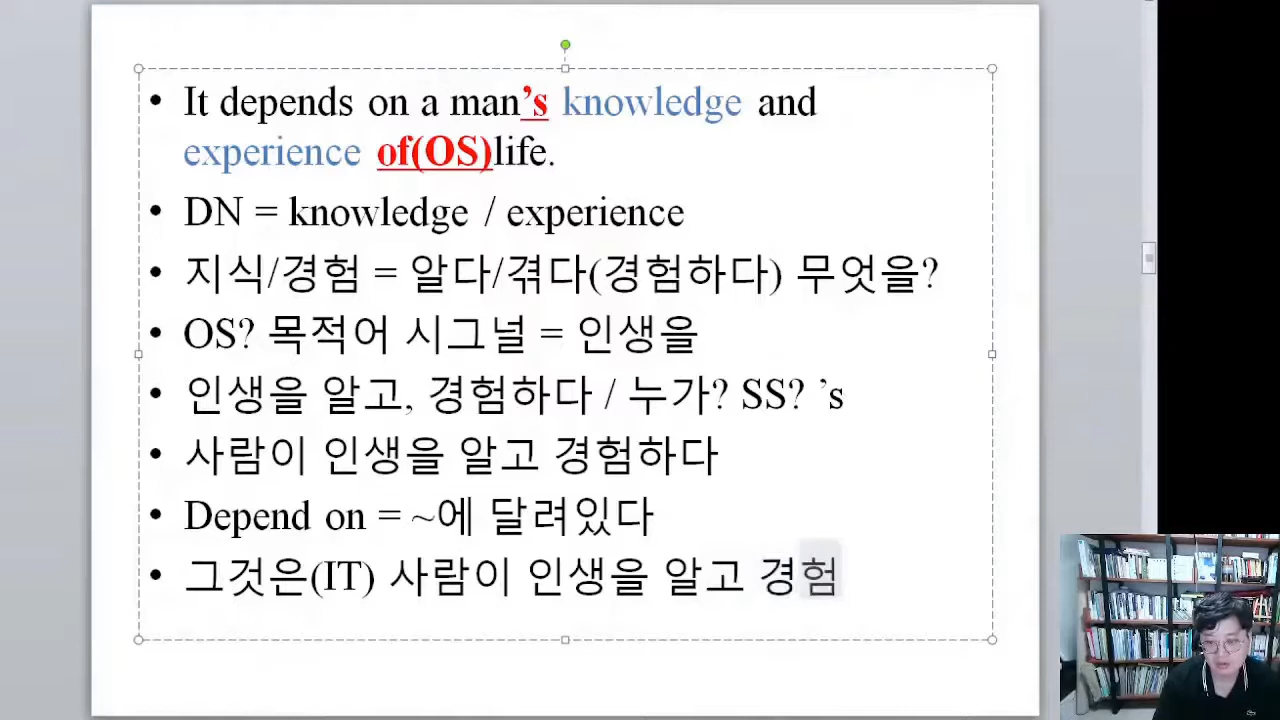 • It depends on a man’s knowledge and
experience of(OS)life.
• DN = knowledge / experience
• 지식/경험 = 알다/겪다(경험하다) 무엇을?
• OS? 목적어 시그널 = 인생을
• 인생을 알고, 경험하다 / 누가? SS? ’s
• 사람이 인생을 알고 경험하다
• Depend on = ~에 달려있다
• 그것은(IT) 사람이 인생을 알고 경험